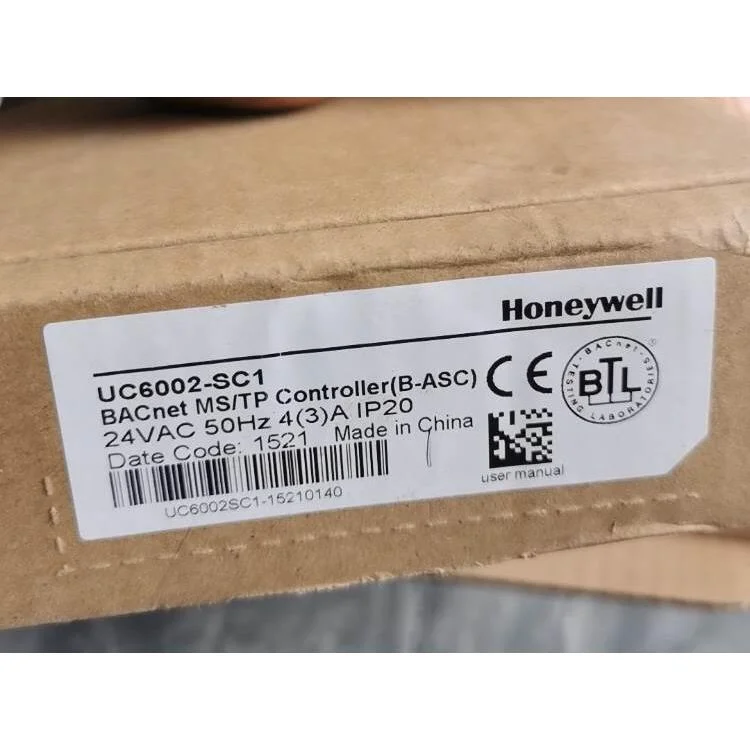 Honeywell
UC6002-SC1
BACnet MS/TP Controller(B-ASC)
24VAC 50Hz 4(3)A IP20
Date Code: 1521 Made in China
UC6002SC1-15210140
CE
BACnet
BTL
®
TESTING LABORATORIES
user manual